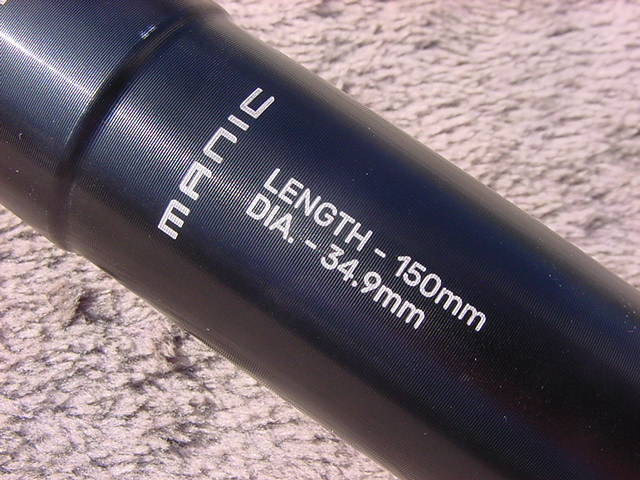 MANIC
LENGTH - 150mm
DIA. - 34.9mm